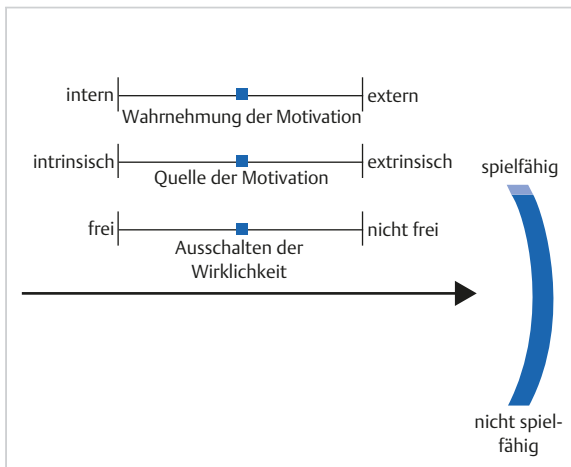 intern
extern
Wahrnehmung der Motivation
intrinsisch
extrinsisch
Quelle der Motivation
spielfähig
frei
nicht frei
Ausschalten der
Wirklichkeit
nicht spiel-
fähig